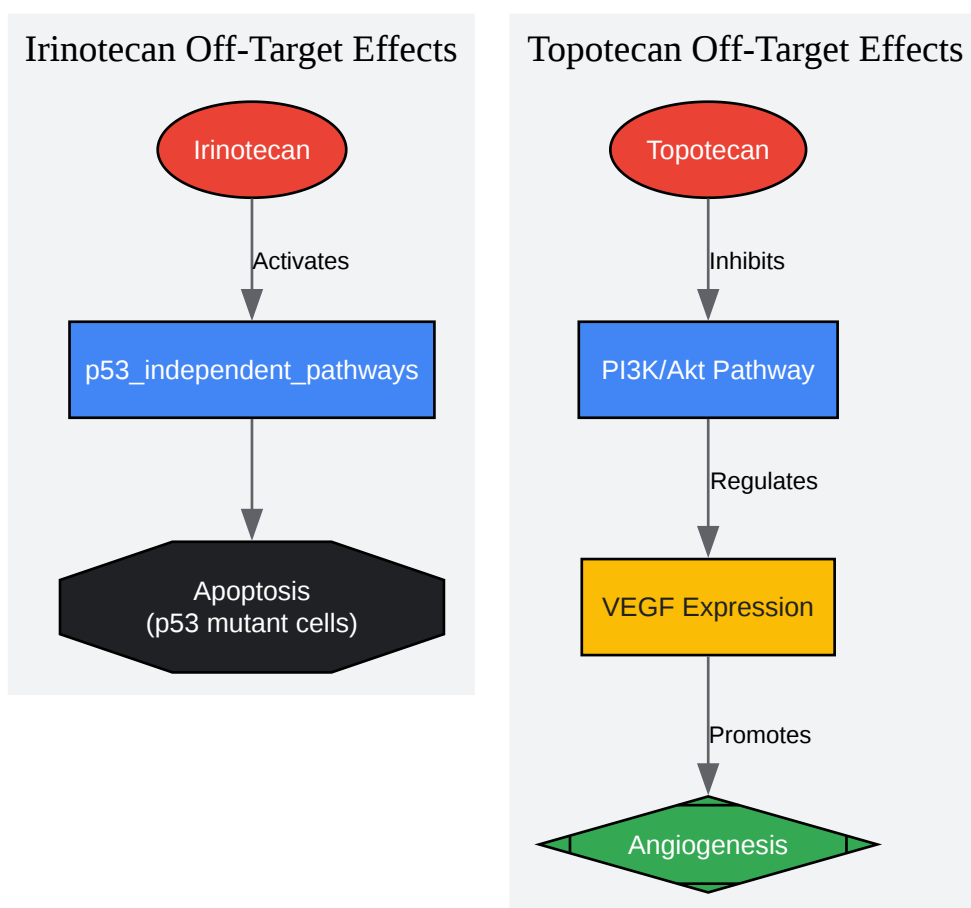 Irinotecan Off-Target Effects
Irinotecan
Activates
p53_independent_pathways
Apoptosis
(p53 mutant cells)
Topotecan Off-Target Effects
Topotecan
Inhibits
PI3K/Akt Pathway
Regulates
VEGF Expression
Promotes
Angiogenesis